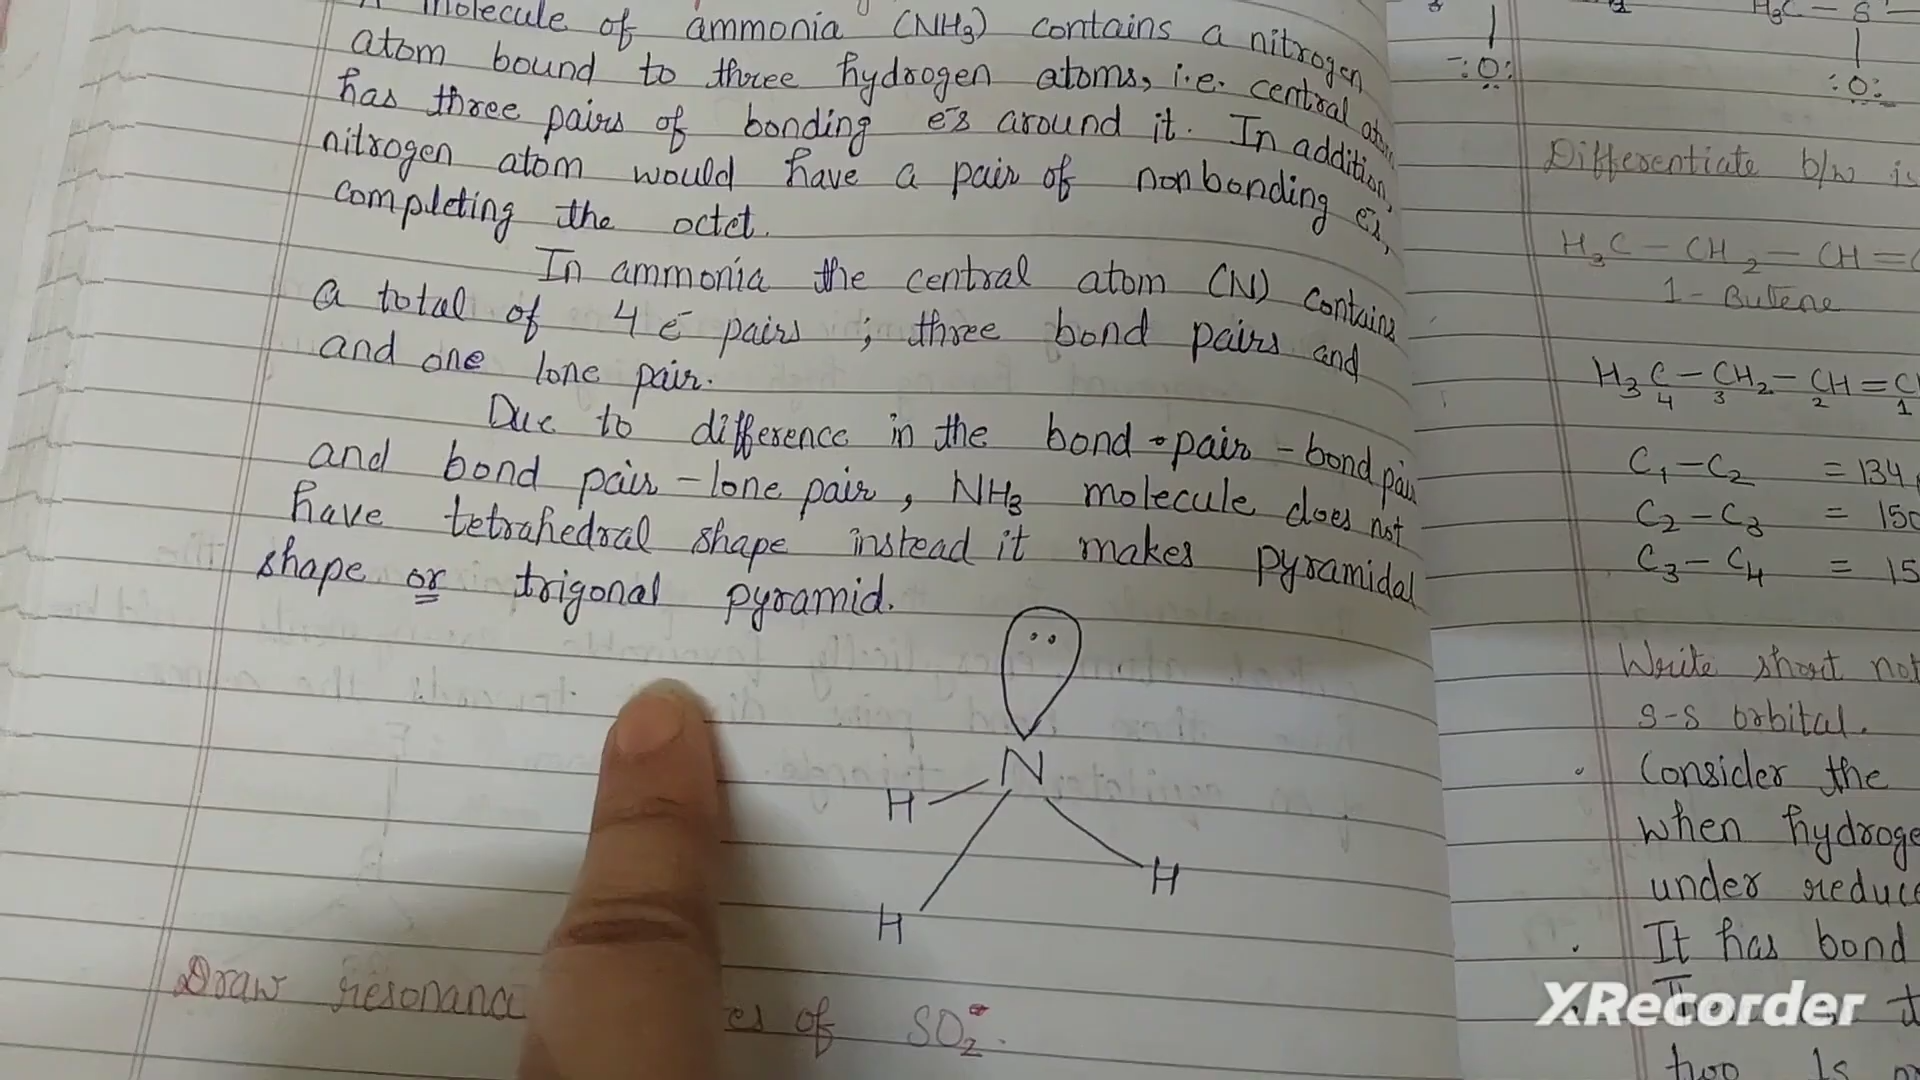 molecule of ammonia (NH3) contains a nitrogen
atom bound to three hydrogen atoms, i.e. central atom
has three pairs of bonding e⁻s around it. In addition,
nitrogen atom would have a pair of nonbonding e⁻s,
completing the octet.
In ammonia the central atom (N) contains
a total of 4 e⁻ pairs ; three bond pairs and
and one lone pair.
Due to difference in the bond-pair-bond pair
and bond pair-lone pair, NH3 molecule does not
have tetrahedral shape instead it makes pyramidal
shape or trigonal pyramid.
N
H
H
H
Draw of SO2
H3C - S
:O:
:O:
Differentiate b/w
H3C - CH2 - CH =
1-Butene
H3C - CH2 - CH =
4 3 2 1
C1-C2 = 134
C2-C3 = 150
C3-C4 = 15
Write short
s-s orbital.
Consider the
when
under
It has bond
two is
XRecorder